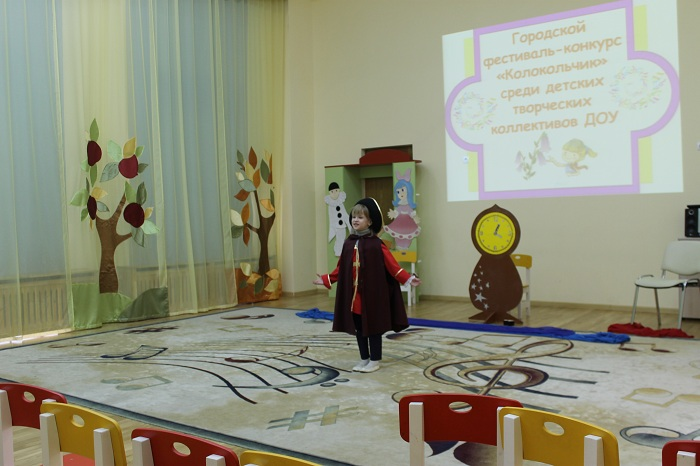 Городской
фестиваль-конкурс
«Колокольчик»
среди детских
творческих
коллективов ДОУ